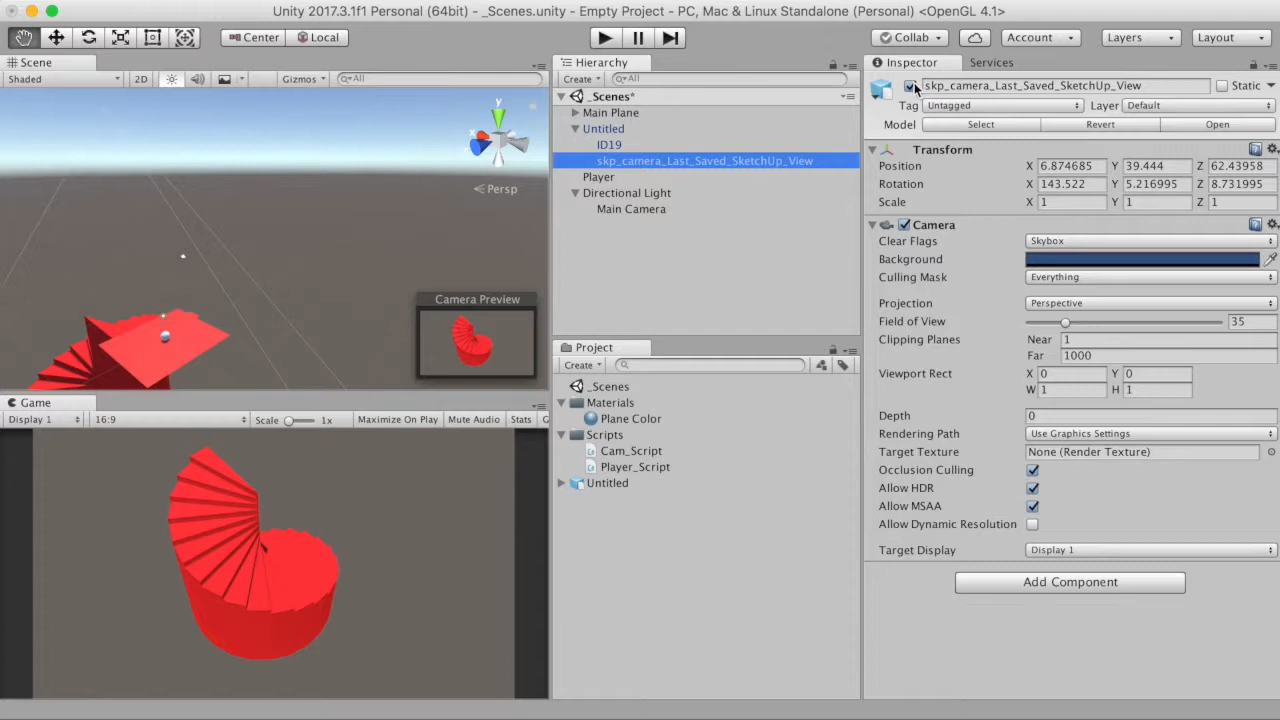 Unity 2017.3.1f1 Personal (64bit) - _Scenes.unity - Empty Project - PC, Mac & Linux Standalone (Personal) <OpenGL 4.1>
Center Local Collab Account Layers Layout
Scene
Shaded 2D Gizmos All
y
x
Persp
Camera Preview
Game
Display 1 16:9 Scale 1x Maximize On Play Mute Audio Stats G
Hierarchy
Create All
_Scenes*
Main Plane
Untitled
ID19
skp_camera_Last_Saved_SketchUp_View
Player
Directional Light
Main Camera
Project
Create
_Scenes
Materials
Plane Color
Scripts
Cam_Script
Player_Script
Untitled
Inspector Services
skp_camera_Last_Saved_SketchUp_View Static
Tag Untagged Layer Default
Model Select Revert Open
Transform
Position X 6.874685 Y 39.444 Z 62.43958
Rotation X 143.522 Y 5.216995 Z 8.731995
Scale X 1 Y 1 Z 1
Camera
Clear Flags Skybox
Background
Culling Mask Everything
Projection Perspective
Field of View 35
Clipping Planes Near 1
Far 1000
Viewport Rect X 0 Y 0
W 1 H 1
Depth 0
Rendering Path Use Graphics Settings
Target Texture None (Render Texture)
Occlusion Culling
Allow HDR
Allow MSAA
Allow Dynamic Resolution
Target Display Display 1
Add Component